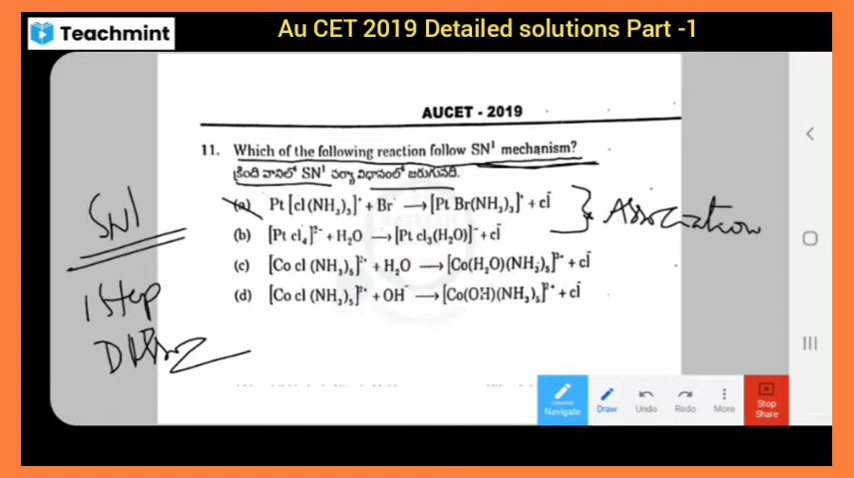 Teachmint
Au CET 2019 Detailed solutions Part -1
AUCET - 2019
11. Which of the following reaction follow SN¹ mechanism?
క్రింది వానిలో SN¹ చర్యా విధానంలో జరుగునది.
(a) Pt [cl (NH₃)₃]⁺ + Br⁻ ⟶ [Pt Br(NH₃)₃]⁺ + cl̄
(b) [Pt cl₄]²⁻ + H₂O ⟶ [Pt cl₃(H₂O)]⁻ + cl̄
(c) [Co cl (NH₃)₅]²⁺ + H₂O ⟶ [Co(H₂O)(NH₃)₅]³⁺ + cl̄
(d) [Co cl (NH₃)₅]²⁺ + OH⁻ ⟶ [Co(OH)(NH₃)₅]²⁺ + cl̄
SN1
1 Step
Navigate
Draw
Undo
Redo
More
Stop
Share